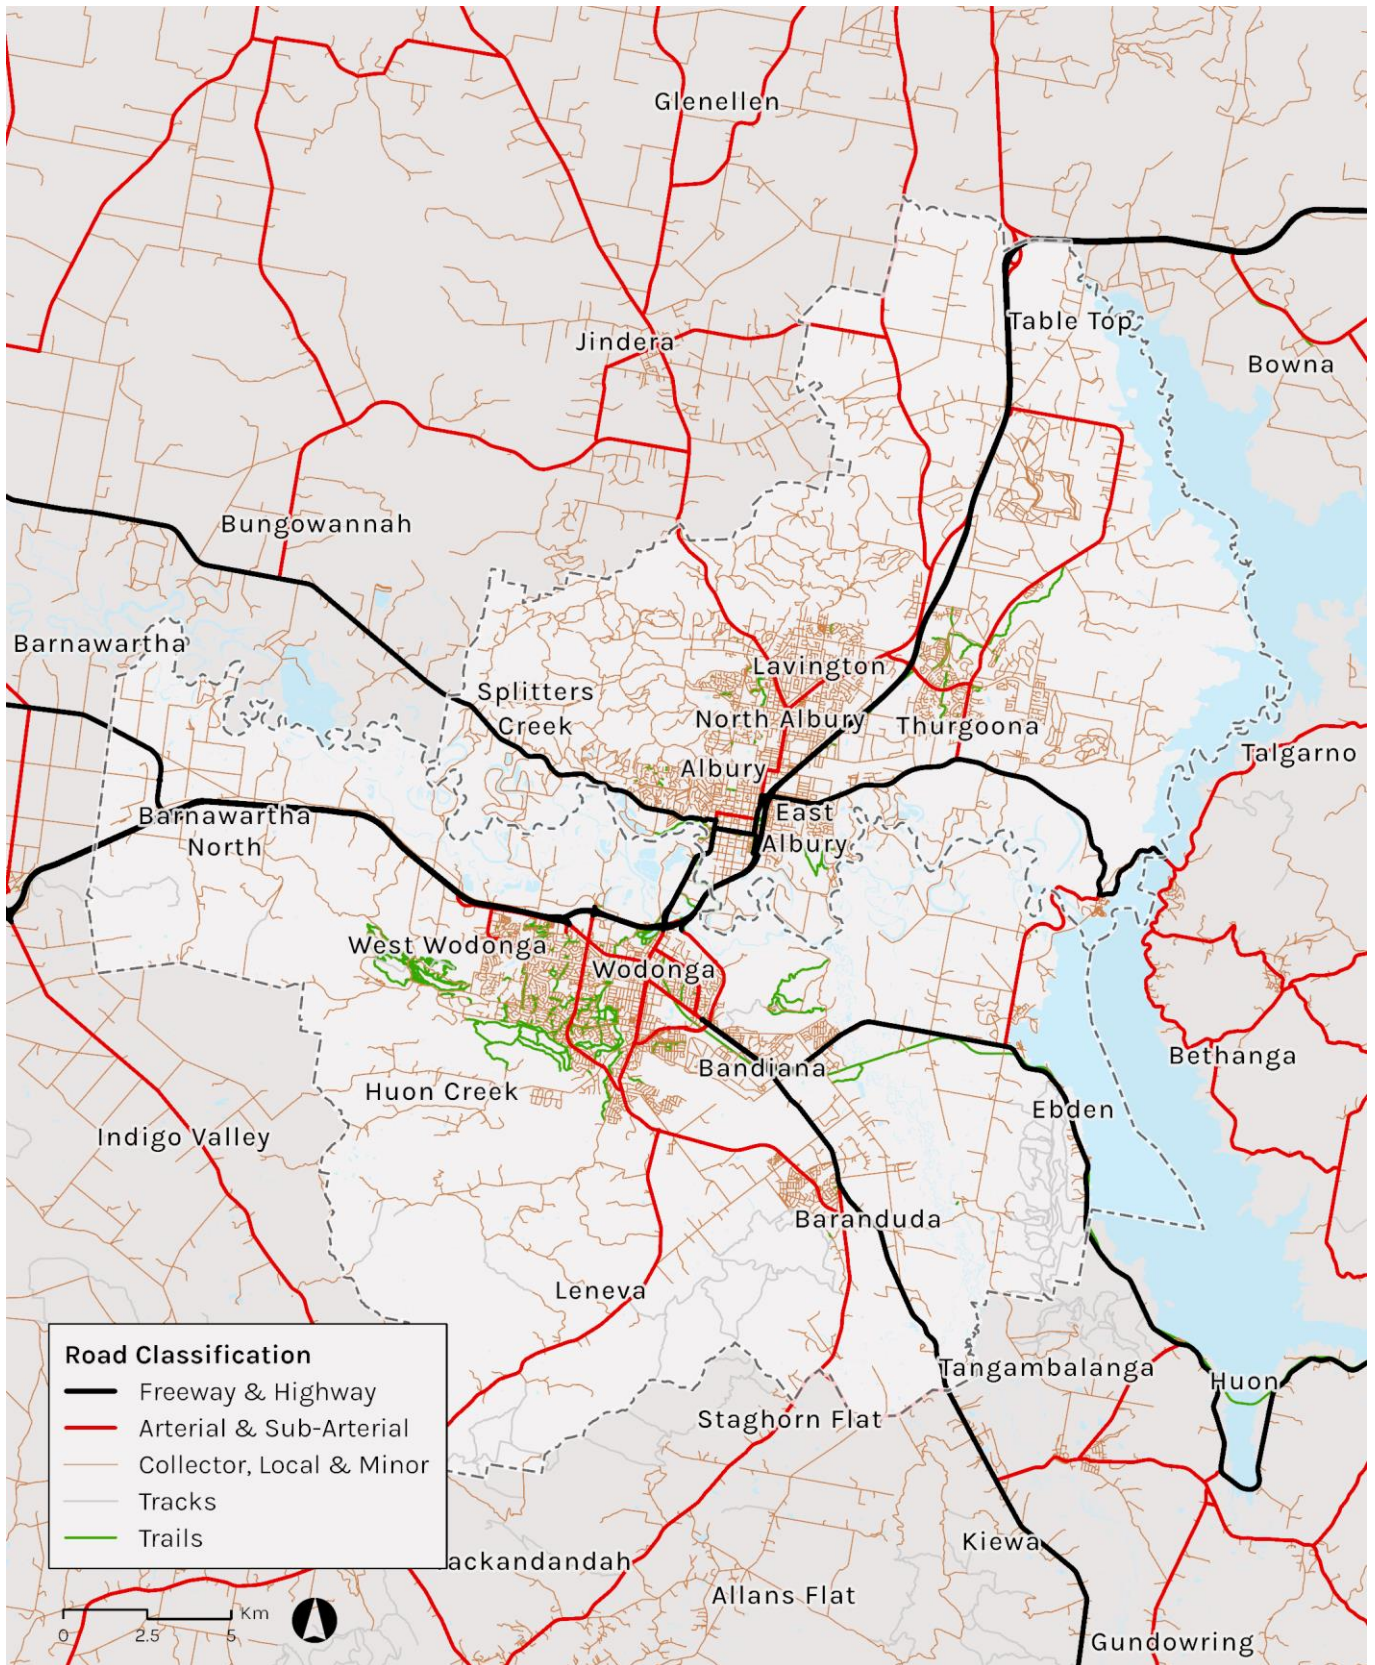 Glenellen
Table Top
Jindera
Bowna
Bungowannah
Barnawartha
Lavington
Splitters
Creek
North Albury
Thurgoona
Talgarno
Albury
Barnawartha
North
East
Albury
West Wodonga
Wodonga
Bandiana
Bethanga
Huon Creek
Ebden
Indigo Valley
Baranduda
Leneva
Road Classification
Freeway & Highway
Arterial & Sub-Arterial
Collector, Local & Minor
Tracks
Trails
Tangambalanga
Huon
Staghorn Flat
Kiewa
ackandandah
Allans Flat
Gundowring
Km
0 2.5 5